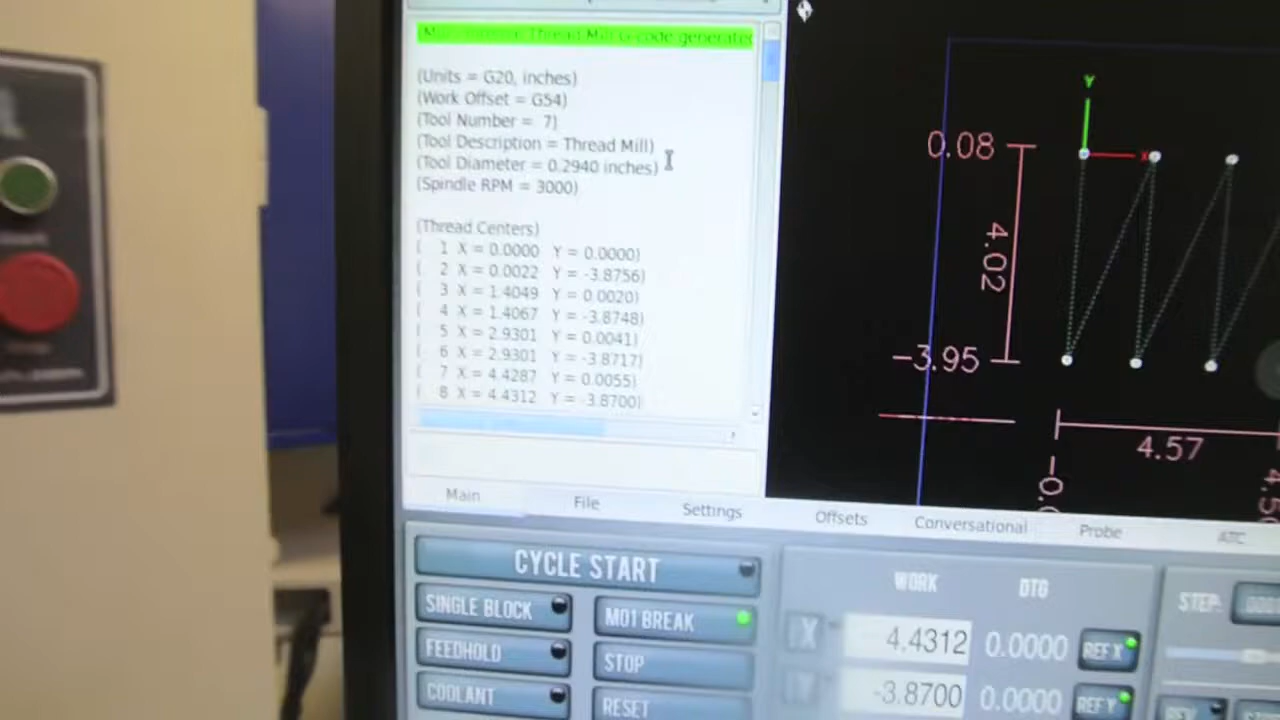 Thread Mill G-code generated
(Units = G20, inches)
(Work Offset = G54)
(Tool Number = 7)
(Tool Description = Thread Mill)
(Tool Diameter = 0.2940 inches)
(Spindle RPM = 3000)
(Thread Centers)
( 1 X = 0.0000 Y = 0.0000)
( 2 X = 0.0022 Y = -3.8756)
( 3 X = 1.4049 Y = 0.0020)
( 4 X = 1.4067 Y = -3.8748)
( 5 X = 2.9301 Y = 0.0041)
( 6 X = 2.9301 Y = -3.8717)
( 7 X = 4.4287 Y = 0.0055)
( 8 X = 4.4312 Y = -3.8700)
Y
X
0.08
4.02
-3.95
4.57
Main File Settings Offsets Conversational Probe ATC
CYCLE START
SINGLE BLOCK M01 BREAK
FEEDHOLD STOP
COOLANT RESET
WORK DTG
X 4.4312 0.0000 REF X
Y -3.8700 0.0000 REF Y
STEP: